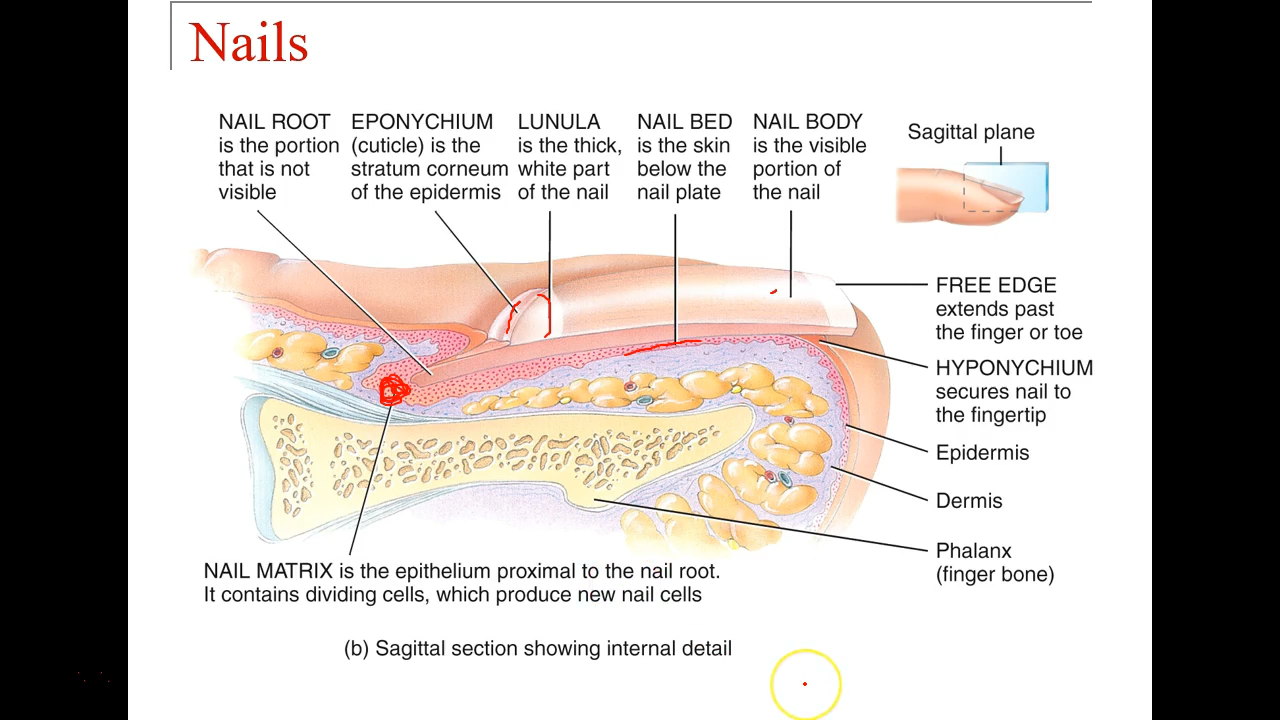 Nails
NAIL ROOT
is the portion
that is not
visible
EPONYCHIUM
(cuticle) is the
stratum corneum
of the epidermis
LUNULA
is the thick,
white part
of the nail
NAIL BED
is the skin
below the
nail plate
NAIL BODY
is the visible
portion of
the nail
Sagittal plane
FREE EDGE
extends past
the finger or toe
HYPONYCHIUM
secures nail to
the fingertip
Epidermis
Dermis
Phalanx
(finger bone)
NAIL MATRIX is the epithelium proximal to the nail root.
It contains dividing cells, which produce new nail cells
(b) Sagittal section showing internal detail